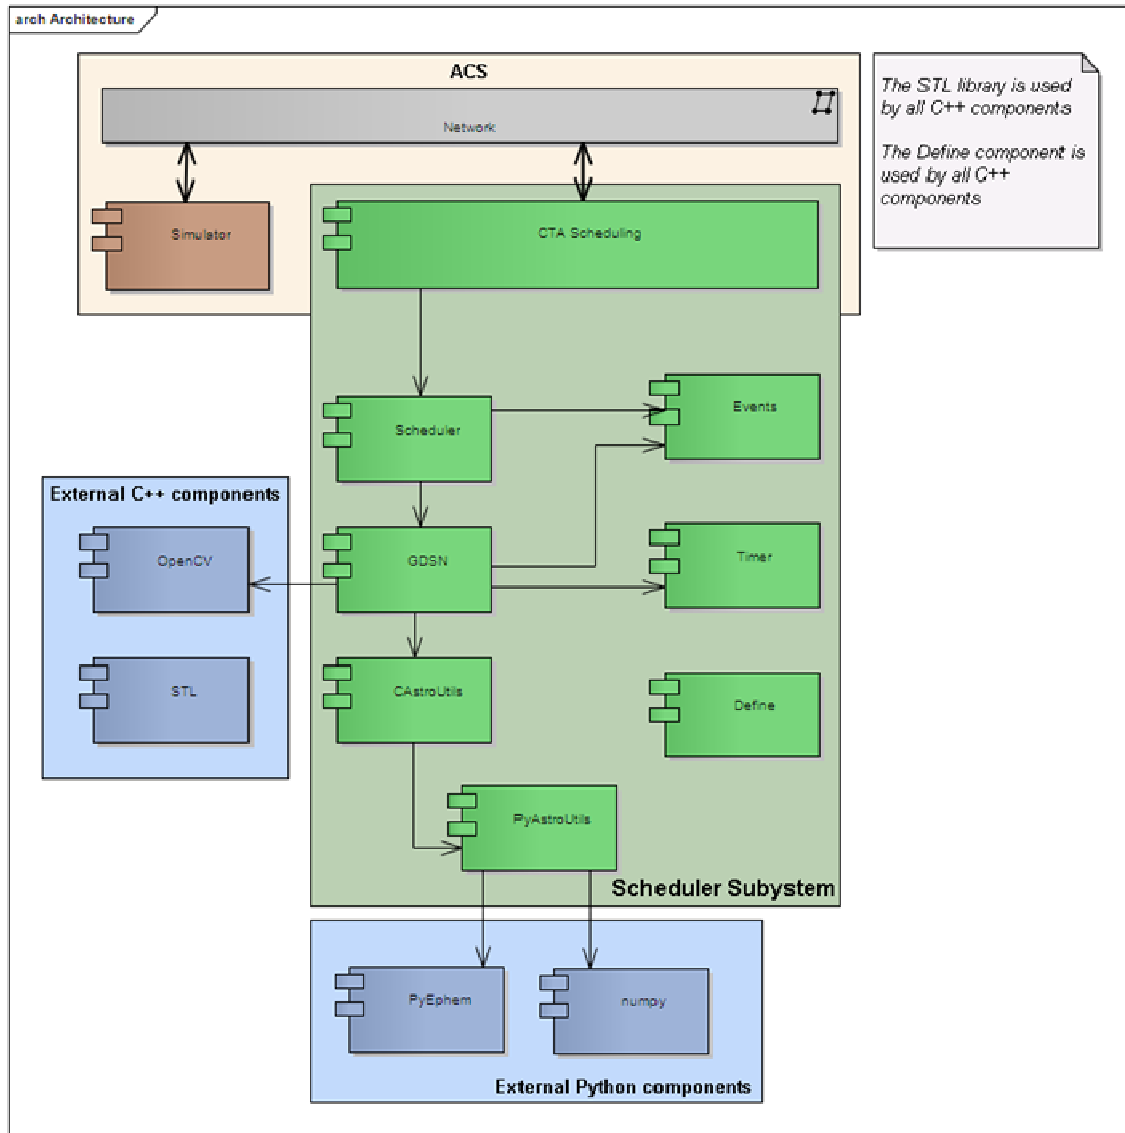 arch Architecture
ACS
Network
Simulator
CTA Scheduling
The STL library is used
by all C++ components
The Define component is
used by all C++
components
Scheduler
Events
External C++ components
OpenCV
GDSN
Timer
STL
CAstroUtils
Define
PyAstroUtils
Scheduler Subystem
PyEphem
numpy
External Python components